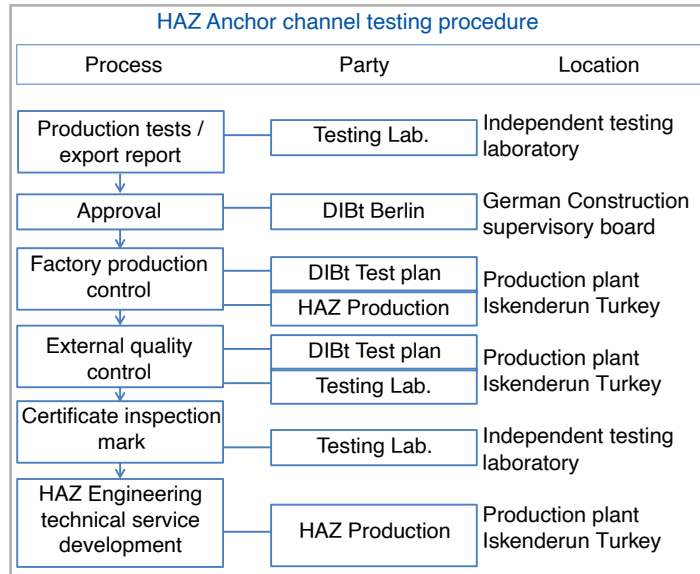 HAZ Anchor channel testing procedure
Process Party Location
Production tests /
export report
Testing Lab.
Independent testing
laboratory
Approval
DIBt Berlin
German Construction
supervisory board
Factory production
control
DIBt Test plan
HAZ Production
Production plant
Iskenderun Turkey
External quality
control
DIBt Test plan
Testing Lab.
Production plant
Iskenderun Turkey
Certificate inspection
mark
Testing Lab.
Independent testing
laboratory
HAZ Engineering
technical service
development
HAZ Production
Production plant
Iskenderun Turkey